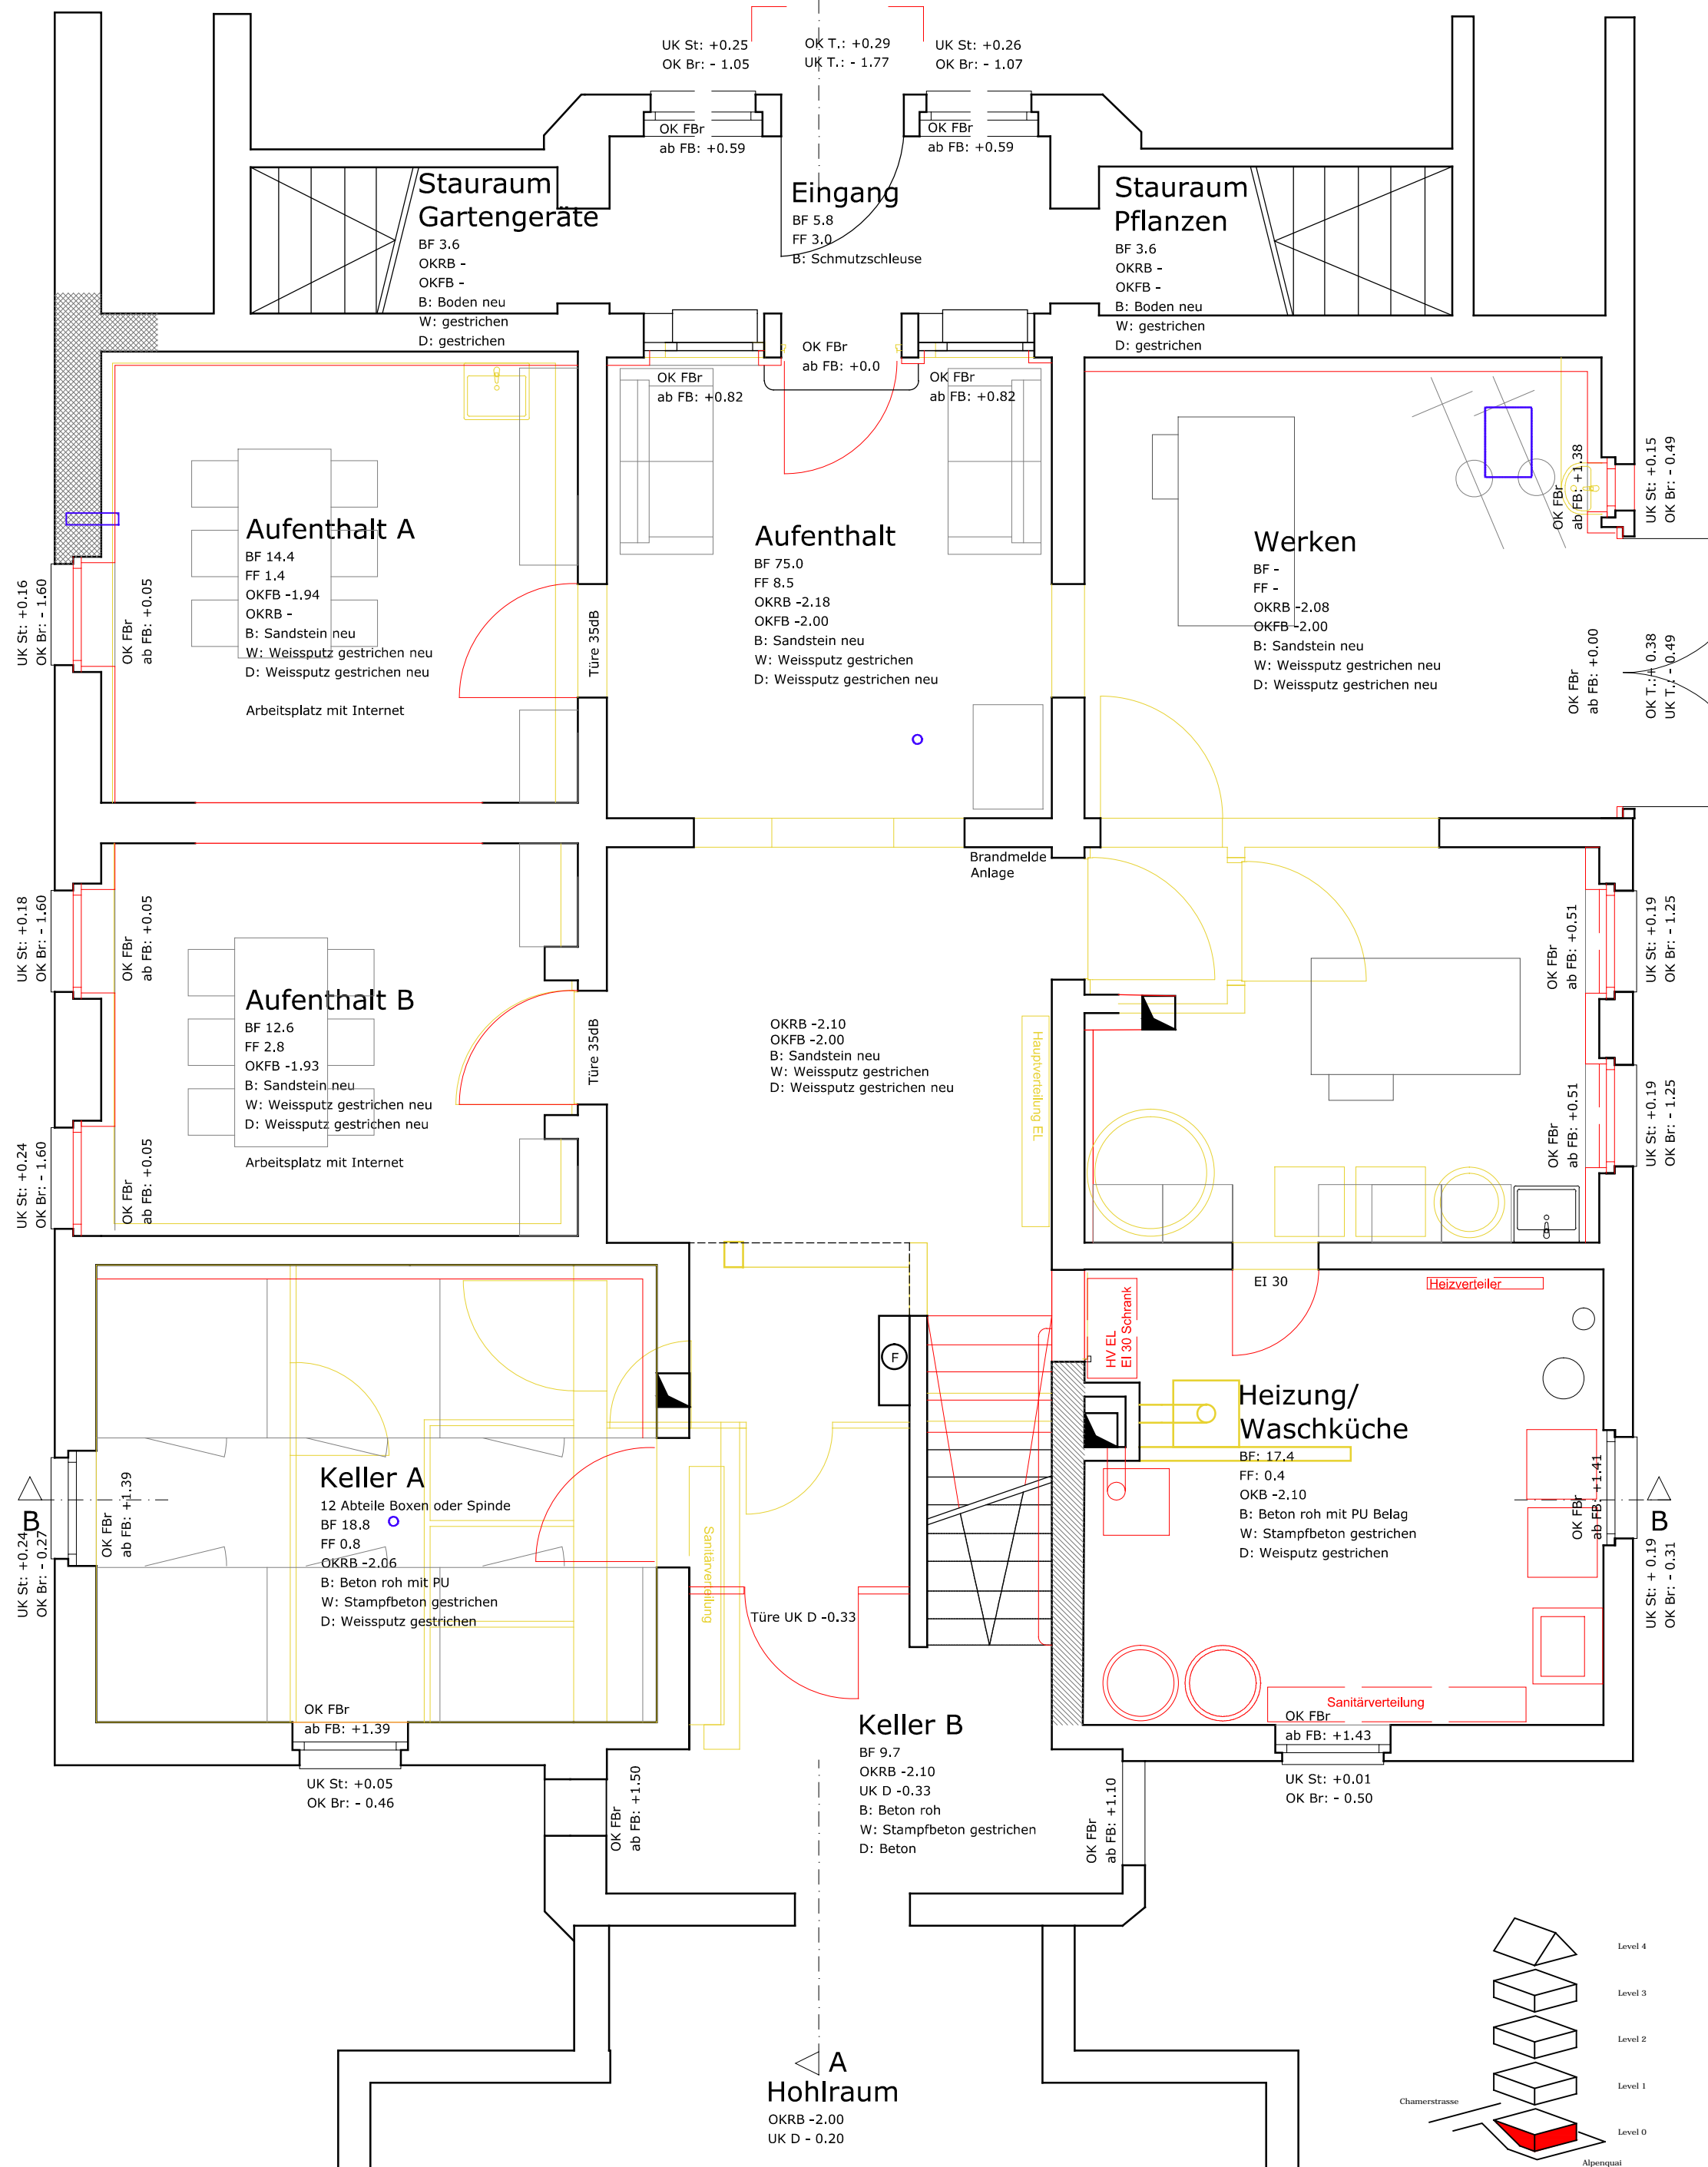 UK St: +0.25
OK Br: - 1.05
OK T.: +0.29
UK T.: - 1.77
UK St: +0.26
OK Br: - 1.07
OK FBr
ab FB: +0.59
OK FBr
ab FB: +0.59
Stauraum
Gartengeräte
BF 3.6
OKRB -
OKFB -
B: Boden neu
W: gestrichen
D: gestrichen
Eingang
BF 5.8
FF 3.0
B: Schmutzschleuse
Stauraum
Pflanzen
BF 3.6
OKRB -
OKFB -
B: Boden neu
W: gestrichen
D: gestrichen
OK FBr
ab FB: +0.0
OK FBr
ab FB: +0.82
OK FBr
ab FB: +0.82
Aufenthalt A
BF 14.4
FF 1.4
OKFB -1.94
OKRB -
B: Sandstein neu
W: Weissputz gestrichen neu
D: Weissputz gestrichen neu
Arbeitsplatz mit Internet
UK St: +0.16
OK Br: - 1.60
OK FBr
ab FB: +0.05
Türe 35dB
Aufenthalt
BF 75.0
FF 8.5
OKRB -2.18
OKFB -2.00
B: Sandstein neu
W: Weissputz gestrichen
D: Weissputz gestrichen neu
Werken
BF -
FF -
OKRB -2.08
OKFB -2.00
B: Sandstein neu
W: Weissputz gestrichen neu
D: Weissputz gestrichen neu
OK FBr
ab FB: +1.38
UK St: +0.15
OK Br: - 0.49
OK FBr
ab FB: +0.00
OK T.: + 0.38
UK T.: - 0.49
Brandmelde
Anlage
UK St: +0.18
OK Br: - 1.60
OK FBr
ab FB: +0.05
Aufenthalt B
BF 12.6
FF 2.8
OKFB -1.93
B: Sandstein neu
W: Weissputz gestrichen neu
D: Weissputz gestrichen neu
Arbeitsplatz mit Internet
UK St: +0.24
OK Br: - 1.60
OK FBr
ab FB: +0.05
Türe 35dB
OKRB -2.10
OKFB -2.00
B: Sandstein neu
W: Weissputz gestrichen
D: Weissputz gestrichen neu
Hauptverteilung EL
OK FBr
ab FB: +0.51
UK St: +0.19
OK Br: - 1.25
OK FBr
ab FB: +0.51
UK St: +0.19
OK Br: - 1.25
EI 30
Heizverteiler
HV EL
EI 30 Schrank
F
Keller A
12 Abteile Boxen oder Spinde
BF 18.8
FF 0.8
OKRB -2.06
B: Beton roh mit PU
W: Stampfbeton gestrichen
D: Weissputz gestrichen
B
UK St: +0.24
OK Br: - 0.27
OK FBr
ab FB: +1.39
Sanitärverteilung
Türe UK D -0.33
Heizung/
Waschküche
BF: 17.4
FF: 0.4
OKB -2.10
B: Beton roh mit PU Belag
W: Stampfbeton gestrichen
D: Weisputz gestrichen
OK FBr
ab FB: +1.41
B
UK St: + 0.19
OK Br: - 0.31
Sanitärverteilung
OK FBr
ab FB: +1.39
UK St: +0.05
OK Br: - 0.46
OK FBr
ab FB: +1.43
UK St: +0.01
OK Br: - 0.50
OK FBr
ab FB: +1.50
Keller B
BF 9.7
OKRB -2.10
UK D -0.33
B: Beton roh
W: Stampfbeton gestrichen
D: Beton
OK FBr
ab FB: +1.10
A
Hohlraum
OKRB -2.00
UK D - 0.20
Level 4
Level 3
Level 2
Level 1
Chamerstrasse
Level 0
Alpenquai